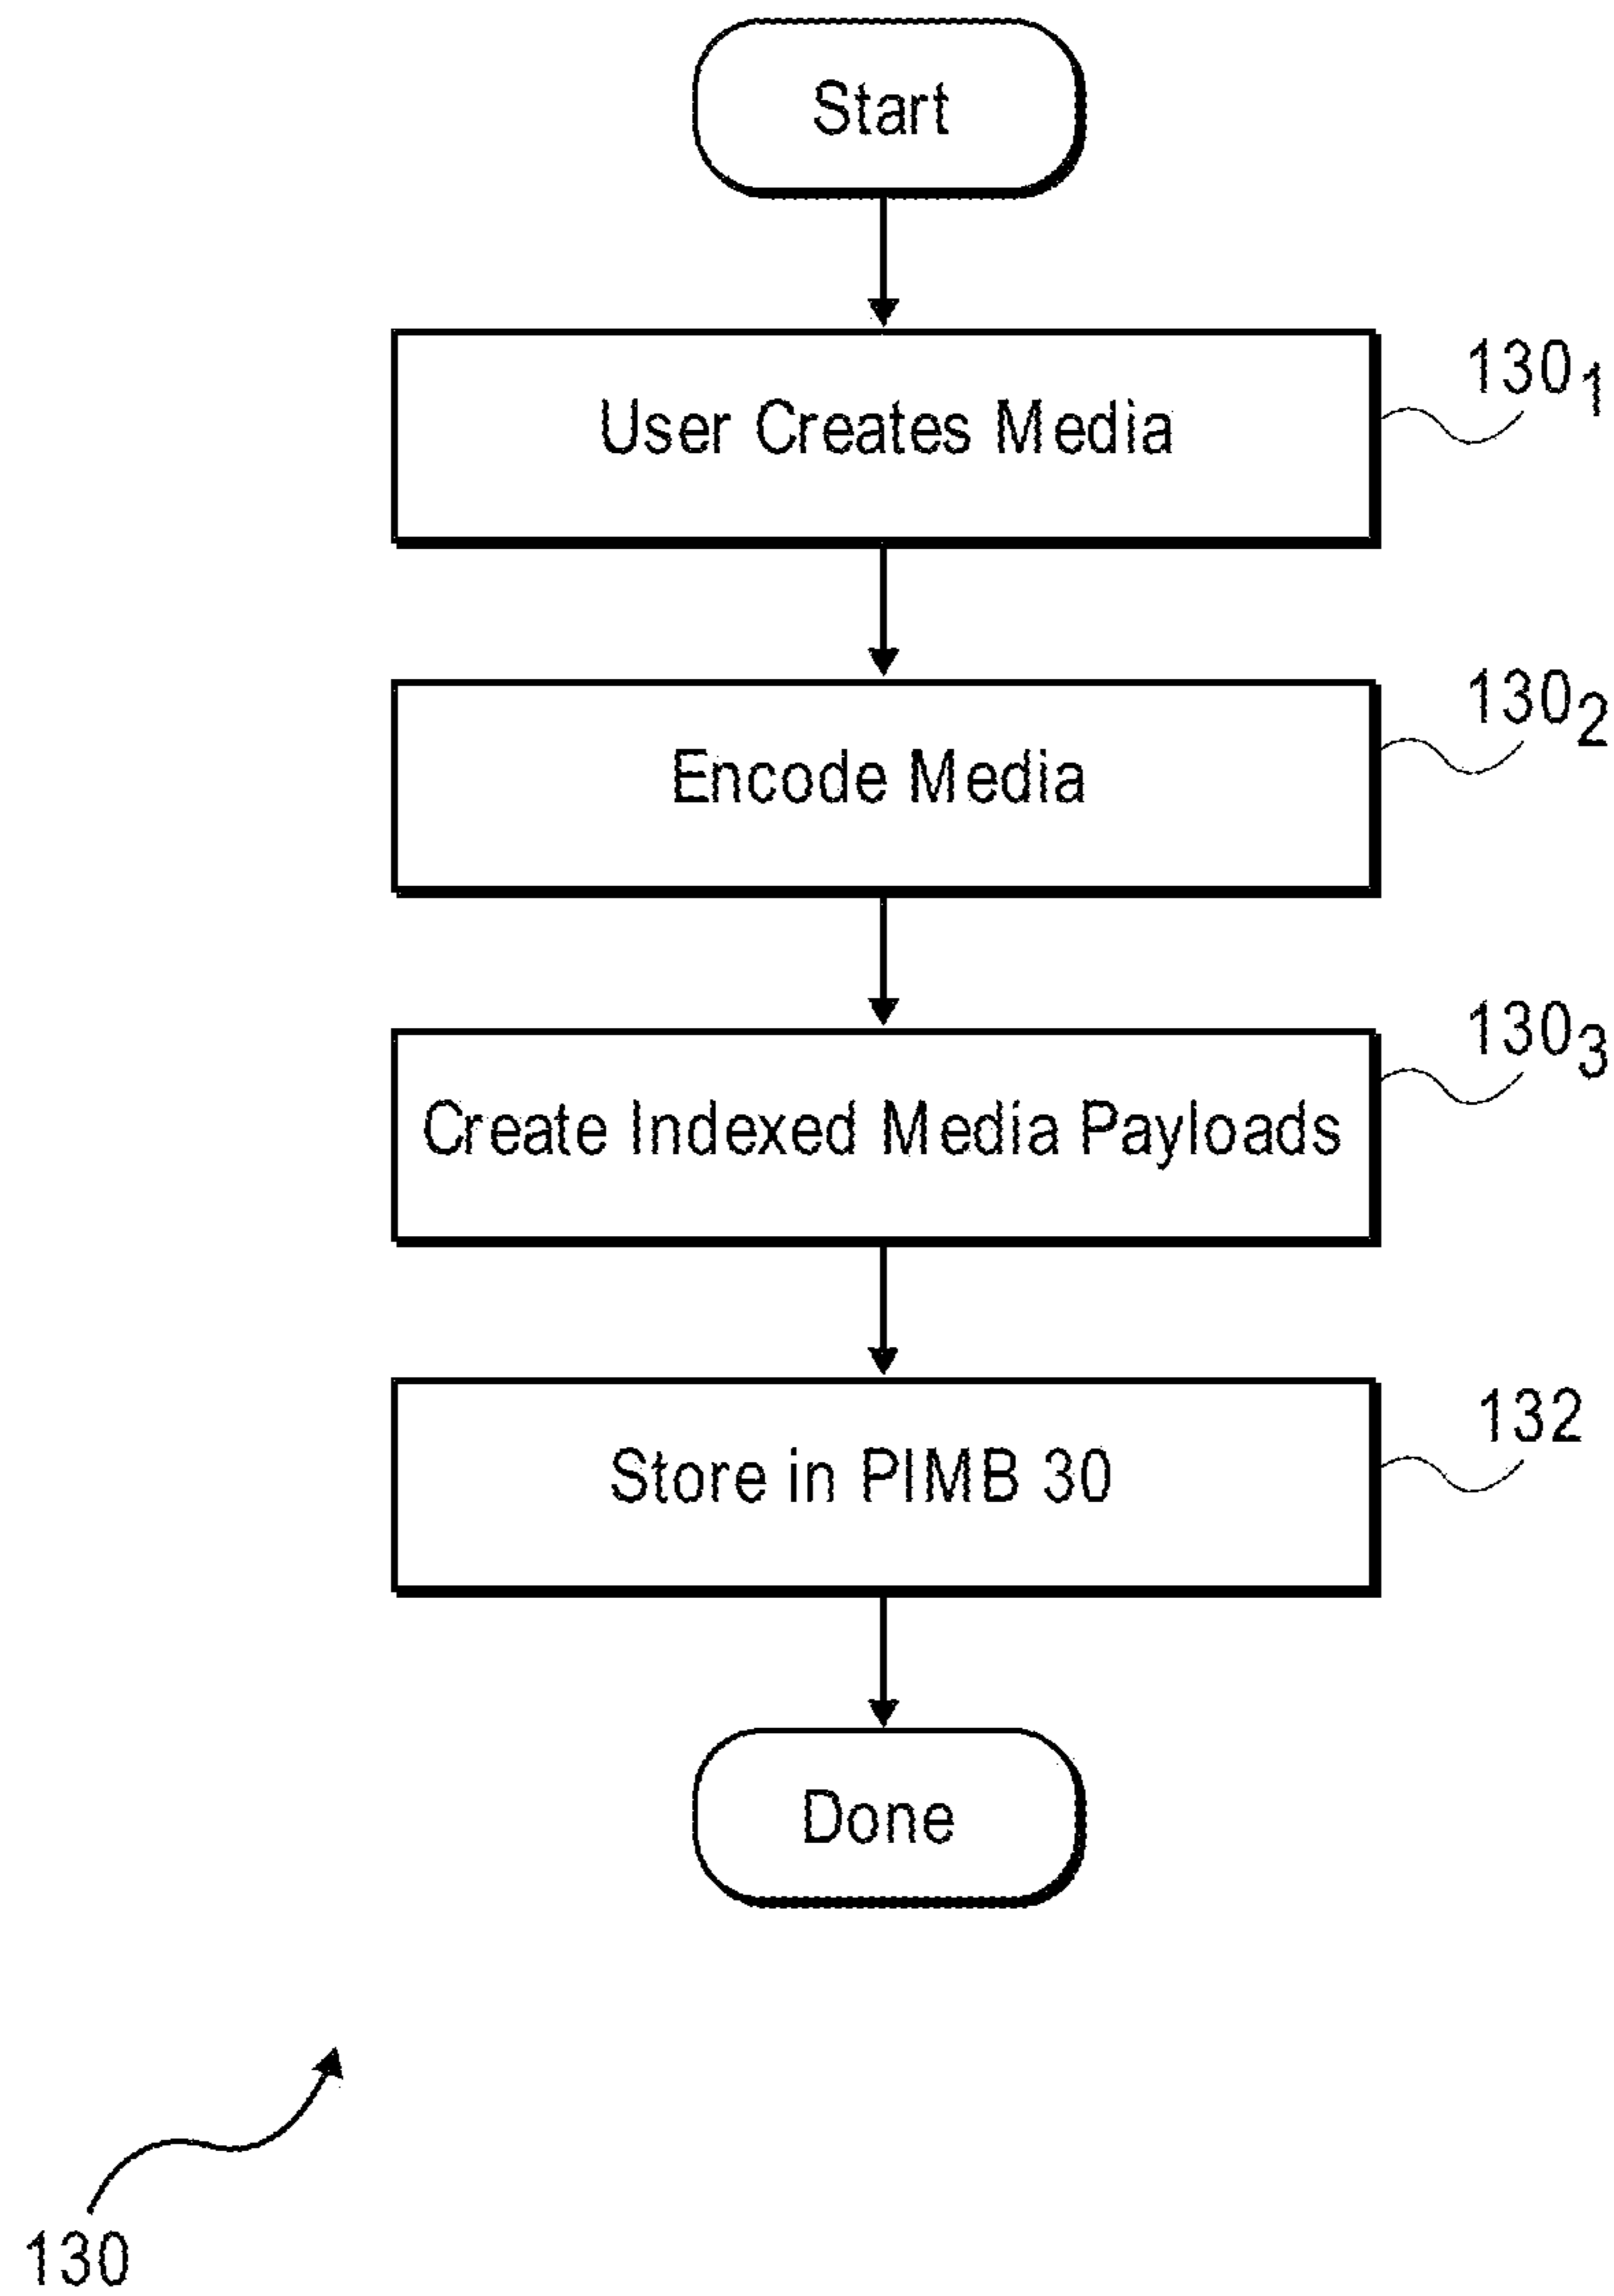 Start
User Creates Media
130₁
Encode Media
130₂
Create Indexed Media Payloads
130₃
Store in PIMB 30
132
Done
130